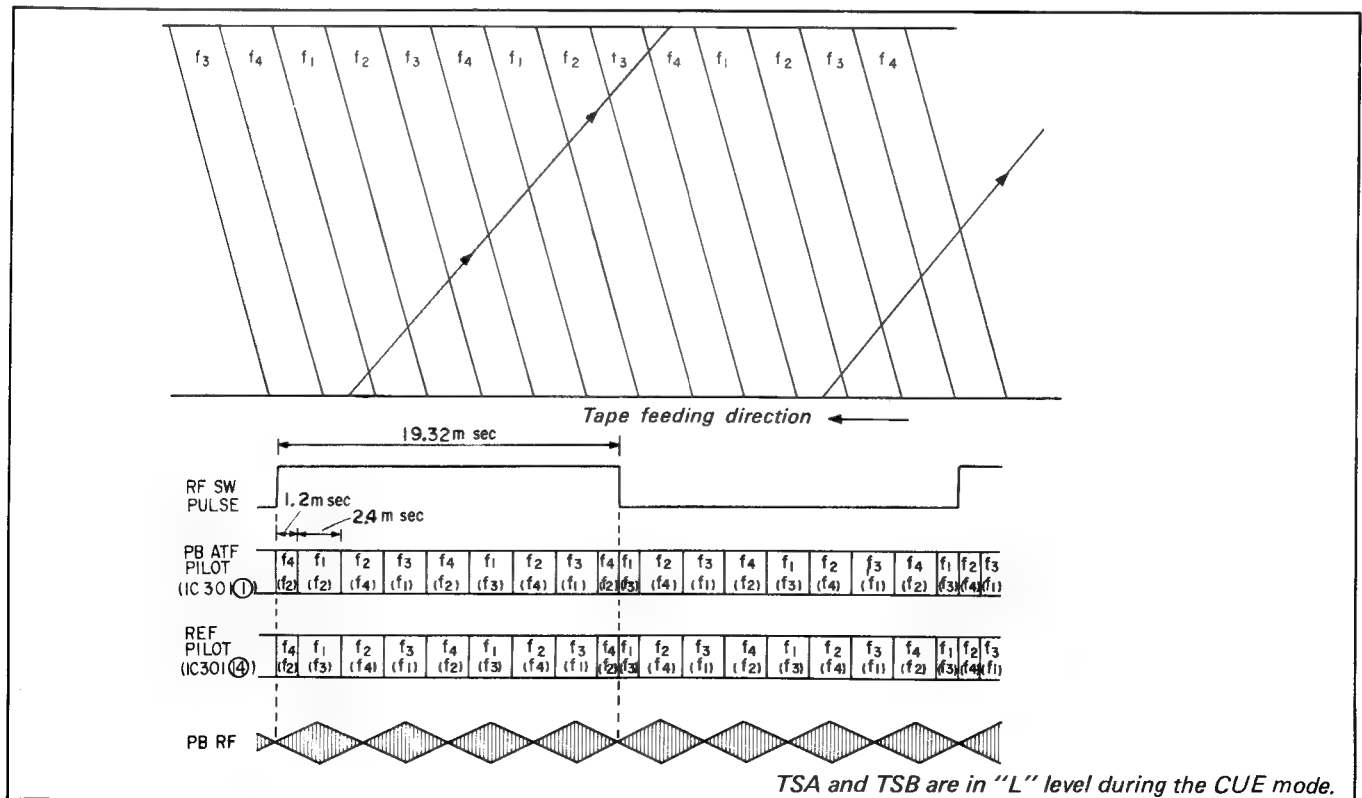 f3 f4 f1 f2 f3 f4 f1 f2 f3 f4 f1 f2 f3 f4
Tape feeding direction
19.32m sec
RF SW
PULSE
1.2m sec
2.4 m sec
PB ATF
PILOT
(IC 301 ①)
f4 f1 f2 f3 f4 f1 f2 f3 f4 f1 f2 f3 f4 f1 f2 f3 f4 f1 f2 f3
(f2) (f2) (f4) (f1) (f2) (f3) (f4) (f1) (f2) (f3) (f4) (f1) (f2) (f3) (f4) (f1) (f2) (f3) (f4) (f1)
REF
PILOT
(IC301 ⑭)
f4 f1 f2 f3 f4 f1 f2 f3 f4 f1 f2 f3 f4 f1 f2 f3 f4 f1 f2 f3
(f2) (f3) (f4) (f1) (f2) (f3) (f4) (f1) (f2) (f3) (f4) (f1) (f2) (f3) (f4) (f1) (f2) (f3) (f4) (f1)
PB RF
TSA and TSB are in "L" level during the CUE mode.